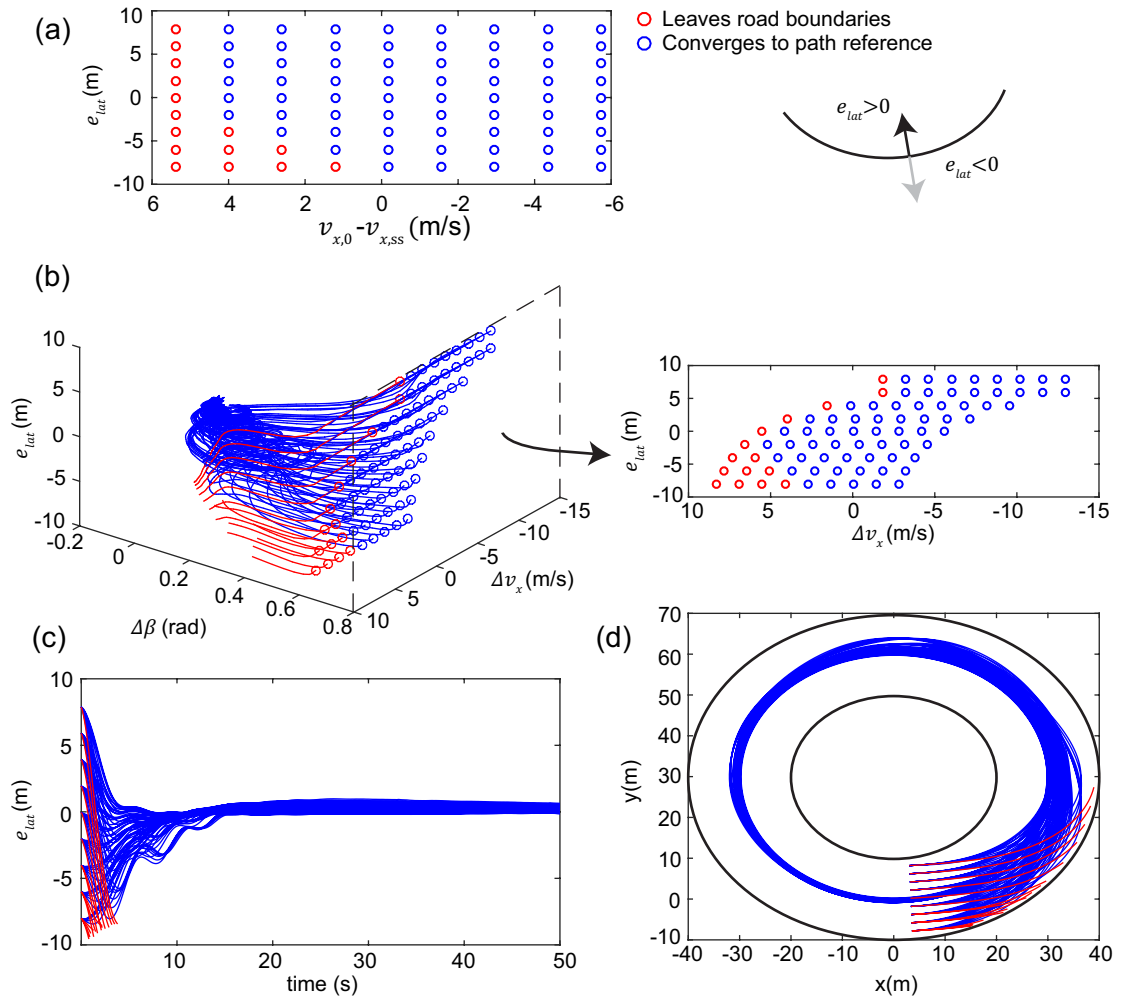 (a)
10
5
0
-5
-10
e_lat (m)
6 4 2 0 -2 -4 -6
v_x,0 - v_x,ss (m/s)
Leaves road boundaries
Converges to path reference
e_lat>0
e_lat<0
(b)
10
5
0
-5
-10
e_lat (m)
-0.2 0 0.2 0.4 0.6 0.8
Δβ (rad)
10 5 0 -5 -10 -15
Δv_x (m/s)
10
5
0
-5
-10
e_lat (m)
10 5 0 -5 -10 -15
Δv_x (m/s)
(c)
10
5
0
-5
-10
e_lat (m)
10 20 30 40 50
time (s)
(d)
70
60
50
40
30
20
10
0
-10
y(m)
-40 -30 -20 -10 0 10 20 30 40
x(m)